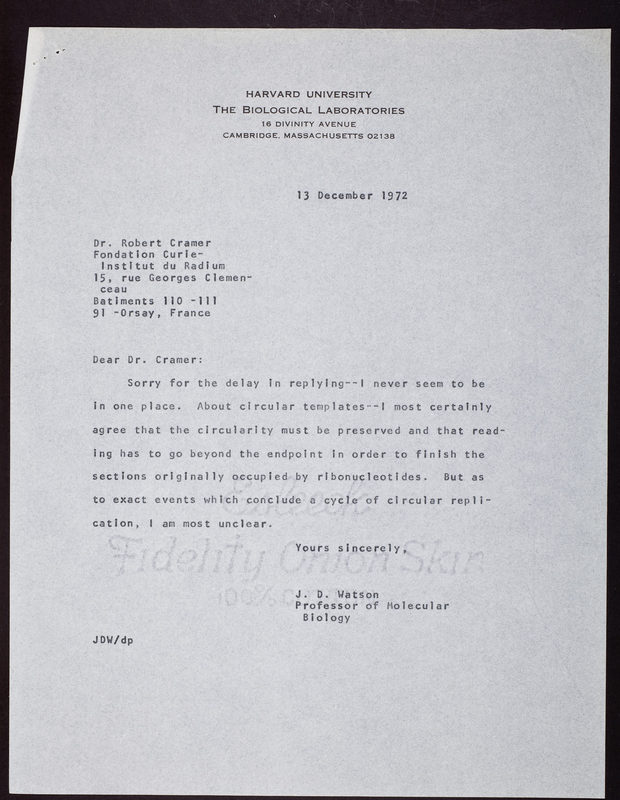 HARVARD UNIVERSITY
THE BIOLOGICAL LABORATORIES
16 DIVINITY AVENUE
CAMBRIDGE, MASSACHUSETTS 02138
13 December 1972
Dr. Robert Cramer
Fondation Curie-
Institut du Radium
15, rue Georges Clemen-
ceau
Batiments 110 -111
91 -Orsay, France
Dear Dr. Cramer:
Sorry for the delay in replying--I never seem to be
in one place. About circular templates--I most certainly
agree that the circularity must be preserved and that read-
ing has to go beyond the endpoint in order to finish the
sections originally occupied by ribonucleotides. But as
to exact events which conclude a cycle of circular repli-
cation, I am most unclear.
Yours sincerely,
Fidelity Onion Skin
100%
J. D. Watson
Professor of Molecular
Biology
JDW/dp